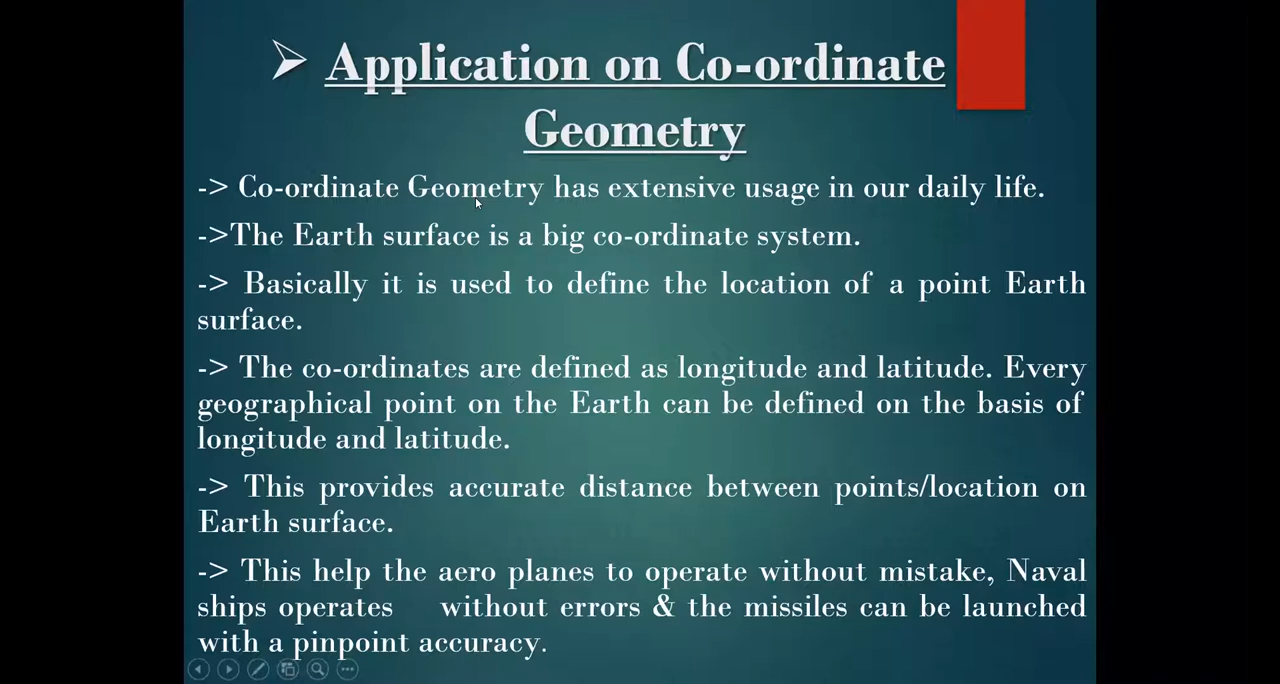 ➢ Application on Co-ordinate
Geometry
-> Co-ordinate Geometry has extensive usage in our daily life.
->The Earth surface is a big co-ordinate system.
-> Basically it is used to define the location of a point Earth
surface.
-> The co-ordinates are defined as longitude and latitude. Every
geographical point on the Earth can be defined on the basis of
longitude and latitude.
-> This provides accurate distance between points/location on
Earth surface.
-> This help the aero planes to operate without mistake, Naval
ships operates without errors & the missiles can be launched
with a pinpoint accuracy.